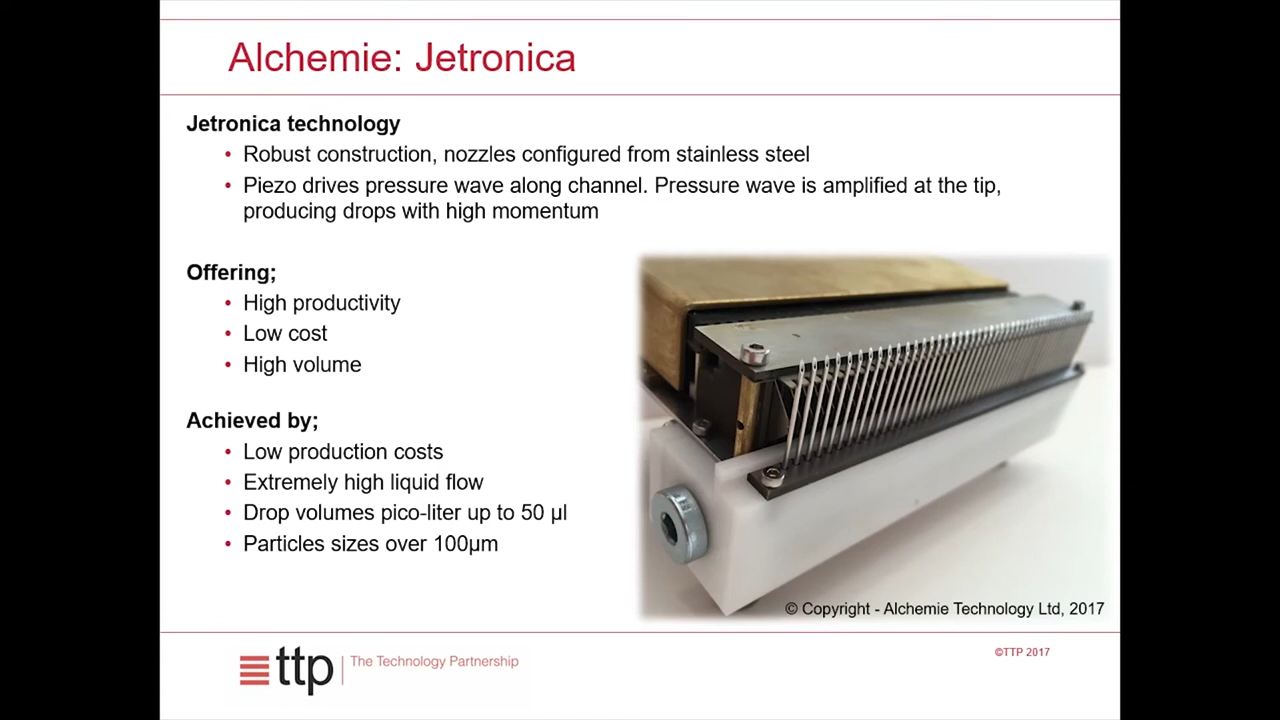 Alchemie: Jetronica
Jetronica technology
• Robust construction, nozzles configured from stainless steel
• Piezo drives pressure wave along channel. Pressure wave is amplified at the tip,
producing drops with high momentum
Offering;
• High productivity
• Low cost
• High volume
Achieved by;
• Low production costs
• Extremely high liquid flow
• Drop volumes pico-liter up to 50 µl
• Particles sizes over 100µm
© Copyright - Alchemie Technology Ltd, 2017
ttp | The Technology Partnership
©TTP 2017